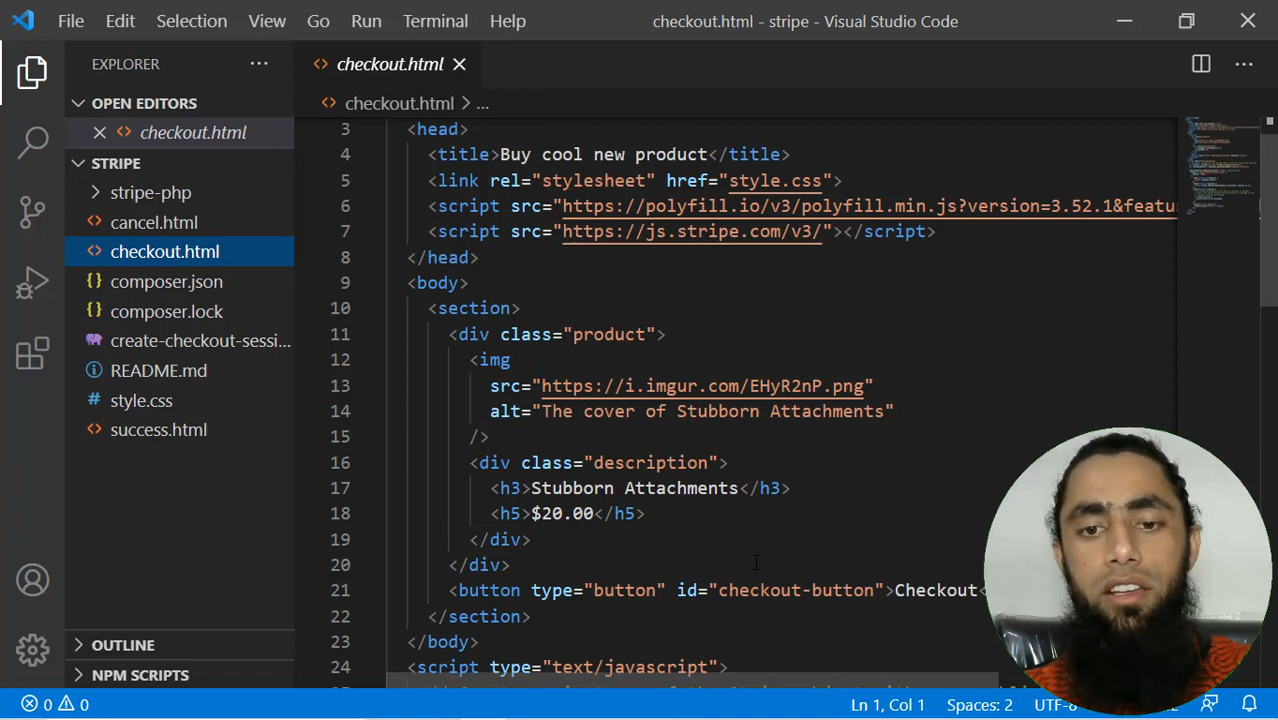 File Edit Selection View Go Run Terminal Help checkout.html - stripe - Visual Studio Code
EXPLORER
OPEN EDITORS
checkout.html
STRIPE
stripe-php
cancel.html
checkout.html
composer.json
composer.lock
create-checkout-sessi...
README.md
style.css
success.html
OUTLINE
NPM SCRIPTS
checkout.html
checkout.html > ...
3 <head>
4 <title>Buy cool new product</title>
5 <link rel="stylesheet" href="style.css">
6 <script src="https://polyfill.io/v3/polyfill.min.js?version=3.52.1&featu
7 <script src="https://js.stripe.com/v3/"></script>
8 </head>
9 <body>
10 <section>
11 <div class="product">
12 <img
13 src="https://i.imgur.com/EHyR2nP.png"
14 alt="The cover of Stubborn Attachments"
15 />
16 <div class="description">
17 <h3>Stubborn Attachments</h3>
18 <h5>$20.00</h5>
19 </div>
20 </div>
21 <button type="button" id="checkout-button">Checkout<
22 </section>
23 </body>
24 <script type="text/javascript">
0 0 Ln 1, Col 1 Spaces: 2 UTF-8